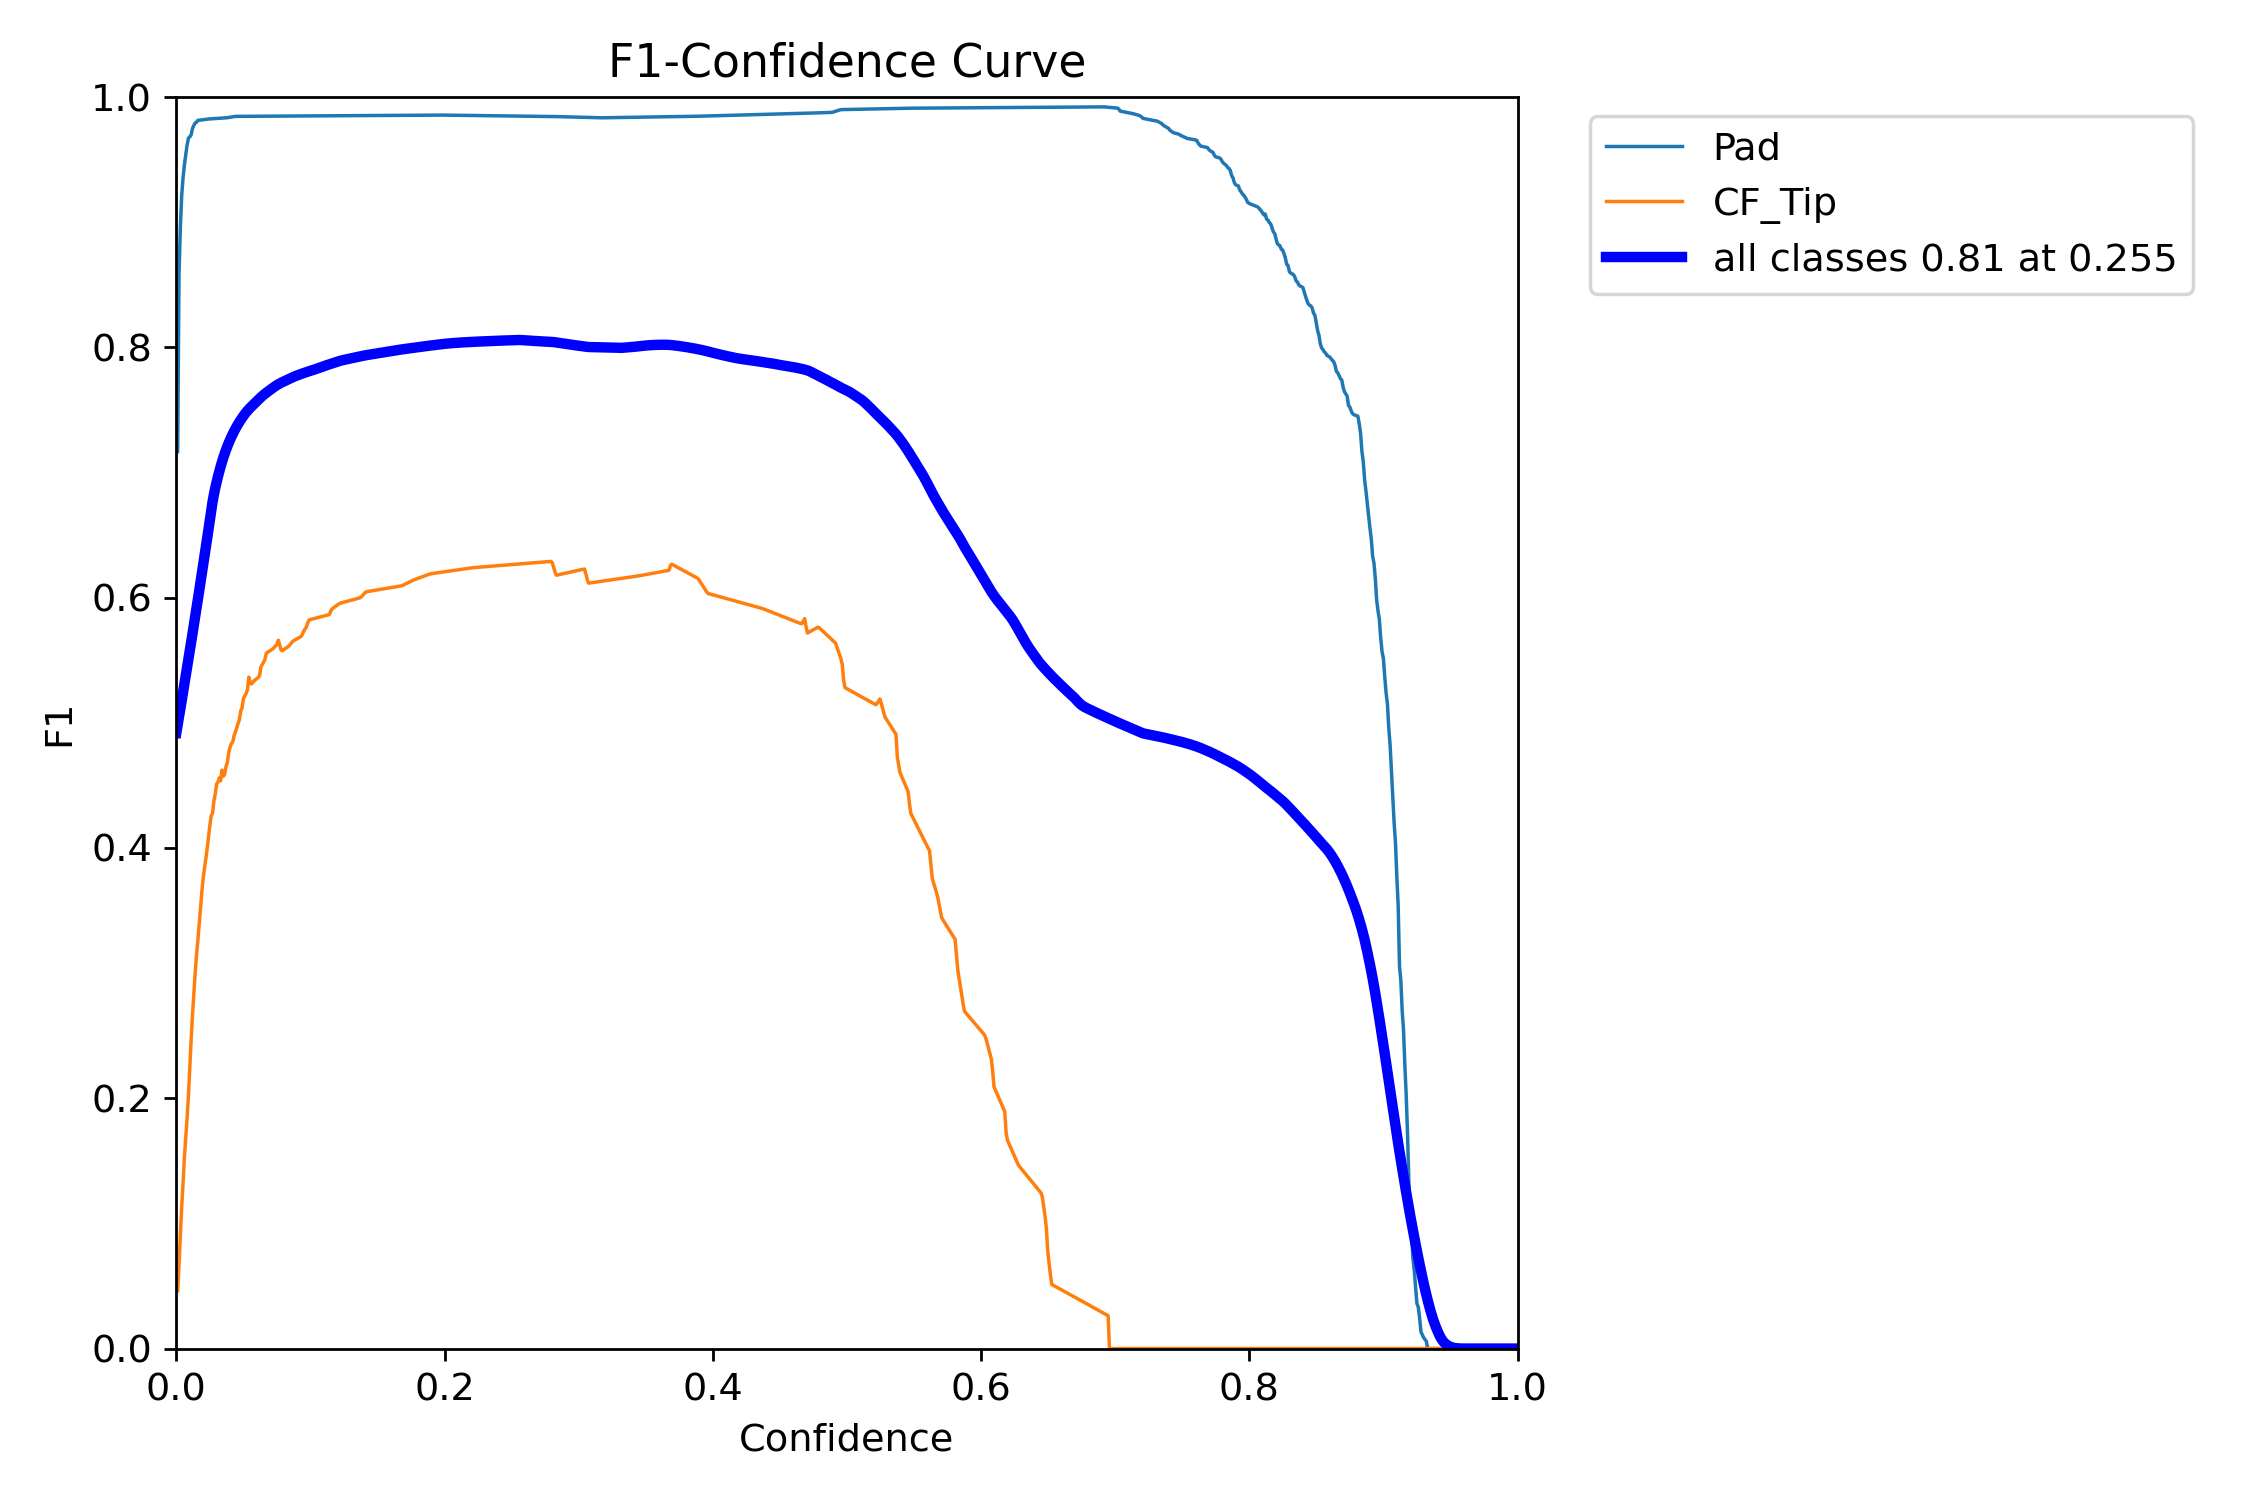 F1-Confidence Curve
1.0
0.8
0.6
0.4
0.2
0.0
F1
0.0 0.2 0.4 0.6 0.8 1.0
Confidence
Pad
CF_Tip
all classes 0.81 at 0.255